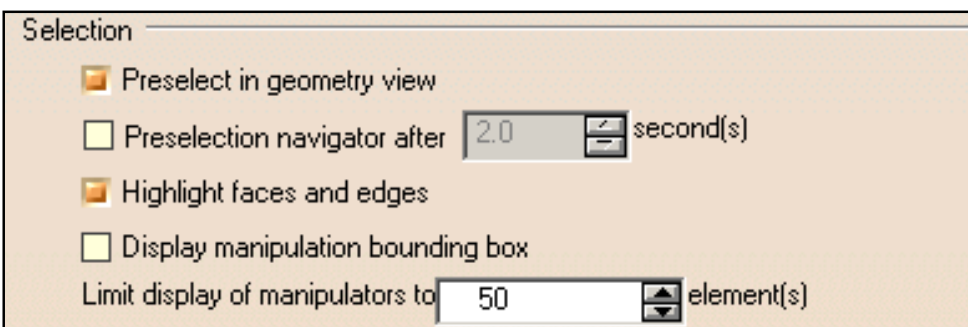 Selection
Preselect in geometry view
Preselection navigator after 2.0 second(s)
Highlight faces and edges
Display manipulation bounding box
Limit display of manipulators to 50 element(s)